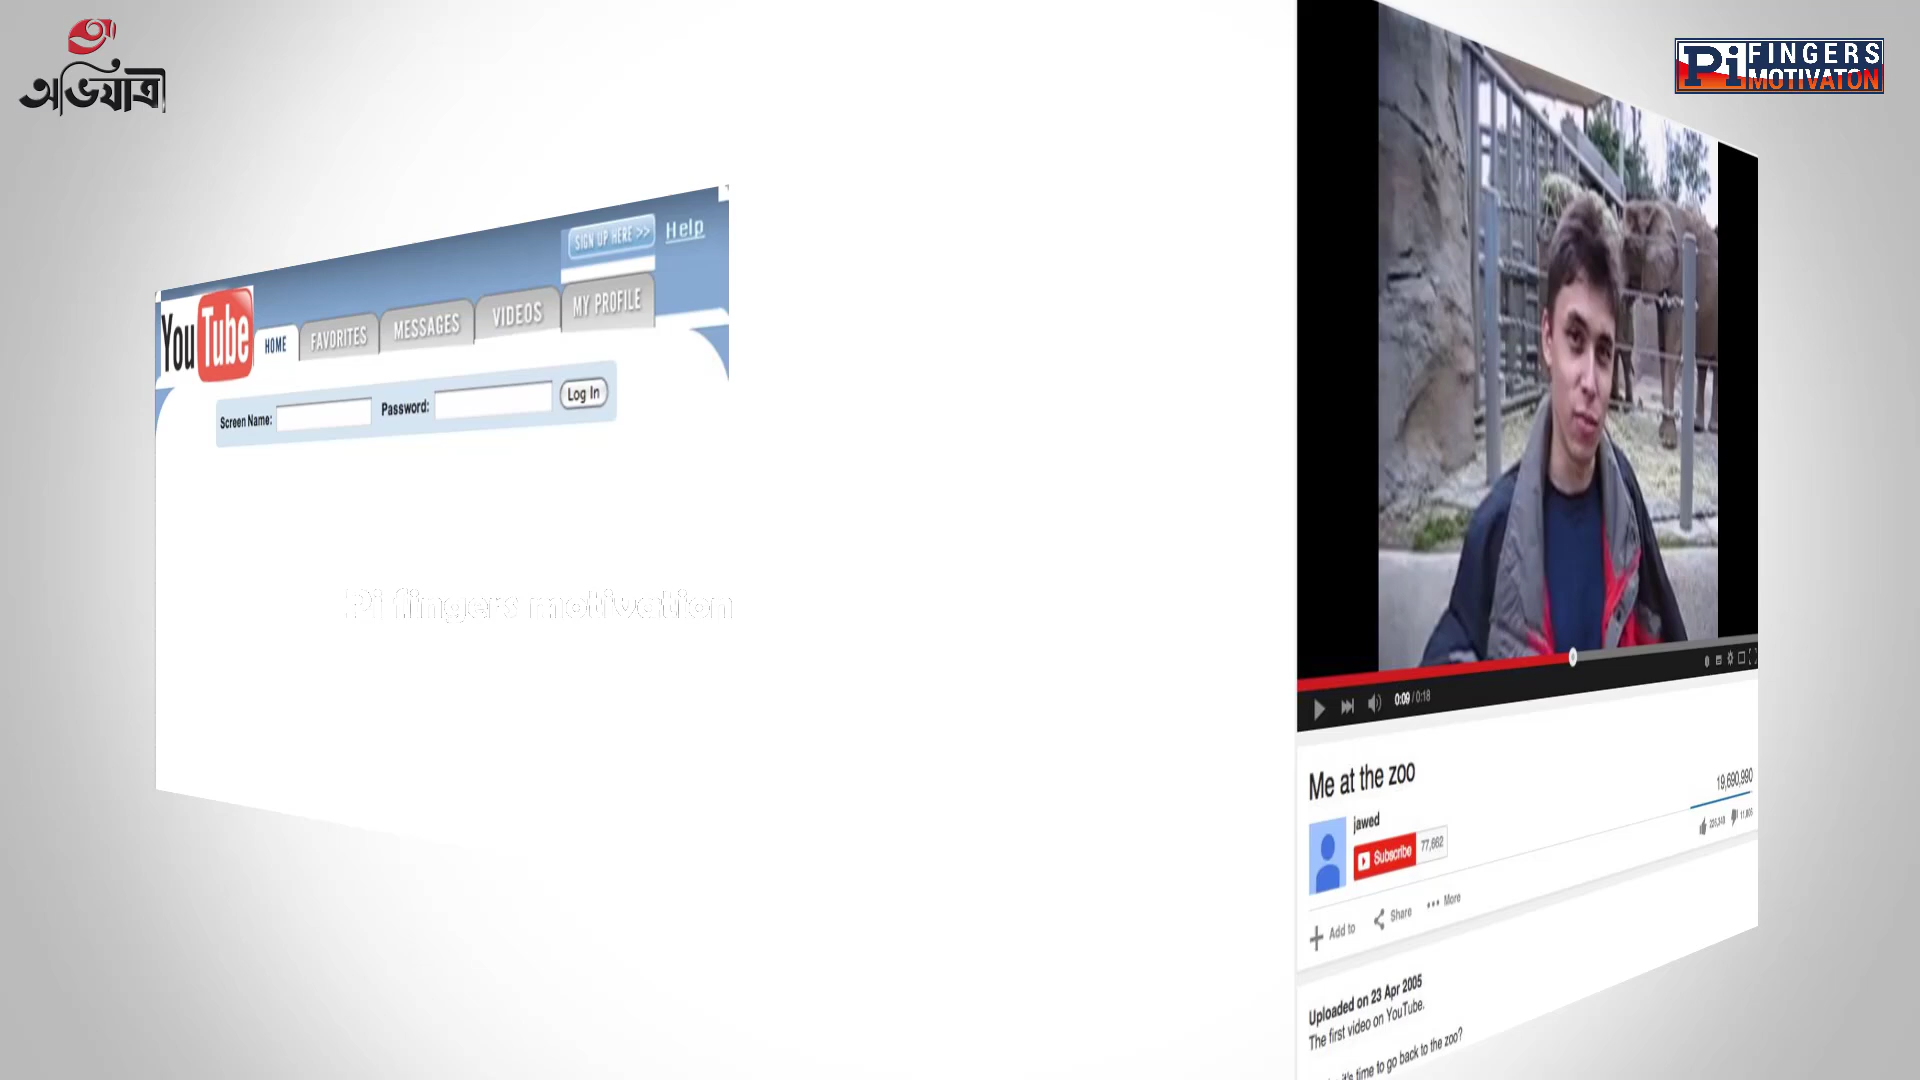 অভিযাত্রী
Pi FINGERS
MOTIVATON
SIGN UP HERE >>
Help
YouTube
HOME
FAVORITES
MESSAGES
VIDEOS
MY PROFILE
Screen Name:
Password:
Log In
Pi fingers motivation
0:09 / 0:18
Me at the zoo
19,690,990
jawed
Subscribe
77,662
Add to
Share
More
Uploaded on 23 Apr 2005
The first video on YouTube.
time to go back to the zoo?